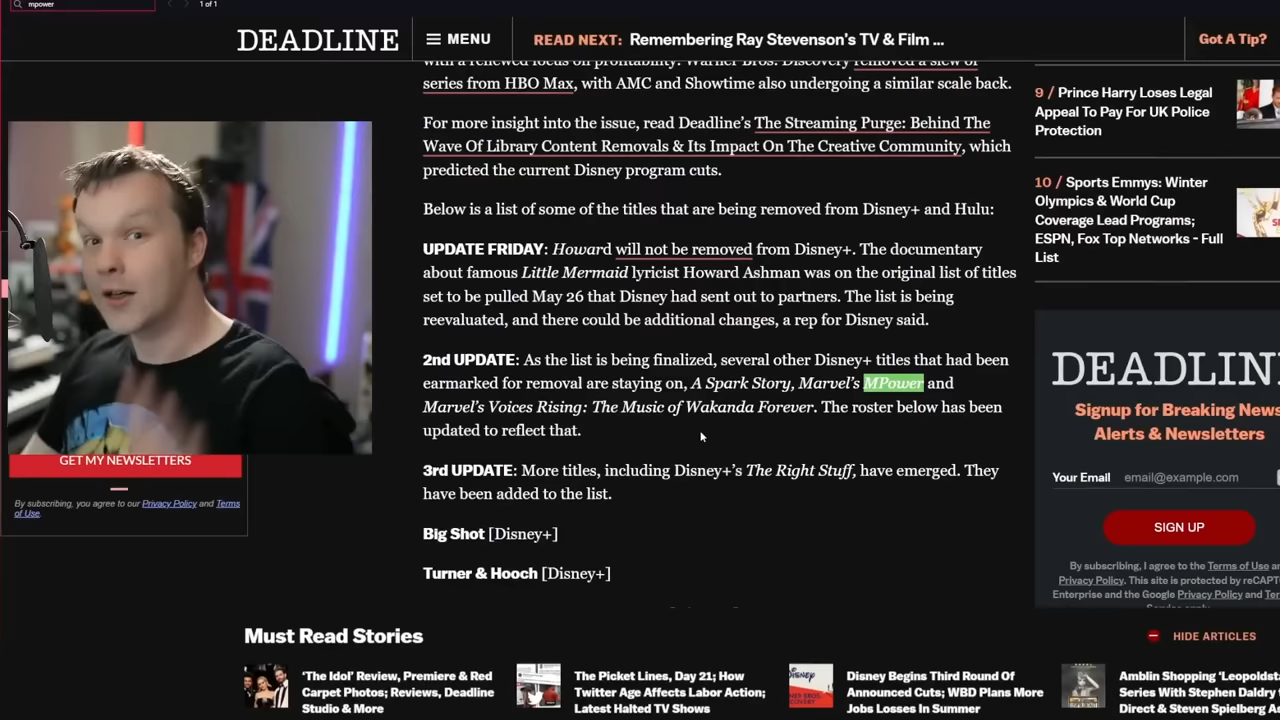 mpower
1 of 1
DEADLINE
MENU
READ NEXT: Remembering Ray Stevenson's TV & Film ...
Got A Tip?
with a renewed focus on profitability. Warner Bros. Discovery removed a slew of
series from HBO Max, with AMC and Showtime also undergoing a similar scale back.
For more insight into the issue, read Deadline's The Streaming Purge: Behind The
Wave Of Library Content Removals & Its Impact On The Creative Community, which
predicted the current Disney program cuts.
Below is a list of some of the titles that are being removed from Disney+ and Hulu:
UPDATE FRIDAY: Howard will not be removed from Disney+. The documentary
about famous Little Mermaid lyricist Howard Ashman was on the original list of titles
set to be pulled May 26 that Disney had sent out to partners. The list is being
reevaluated, and there could be additional changes, a rep for Disney said.
2nd UPDATE: As the list is being finalized, several other Disney+ titles that had been
earmarked for removal are staying on, A Spark Story, Marvel's MPower and
Marvel's Voices Rising: The Music of Wakanda Forever. The roster below has been
updated to reflect that.
3rd UPDATE: More titles, including Disney+'s The Right Stuff, have emerged. They
have been added to the list.
Big Shot [Disney+]
Turner & Hooch [Disney+]
GET MY NEWSLETTERS
By subscribing, you agree to our Privacy Policy and Terms
of Use.
9 / Prince Harry Loses Legal
Appeal To Pay For UK Police
Protection
10 / Sports Emmys: Winter
Olympics & World Cup
Coverage Lead Programs;
ESPN, Fox Top Networks - Full
List
DEADLIN
Signup for Breaking News
Alerts & Newsletters
Your Email
email@example.com
SIGN UP
By subscribing, I agree to the Terms of Use an
Privacy Policy. This site is protected by reCAPT
Enterprise and the Google Privacy Policy and Ter
Must Read Stories
HIDE ARTICLES
'The Idol' Review, Premiere & Red
Carpet Photos; Reviews, Deadline
Studio & More
The Picket Lines, Day 21; How
Twitter Age Affects Labor Action;
Latest Halted TV Shows
Disney Begins Third Round Of
Announced Cuts; WBD Plans More
Jobs Losses In Summer
Amblin Shopping 'Leopoldsta
Series With Stephen Daldry
Direct & Steven Spielberg A